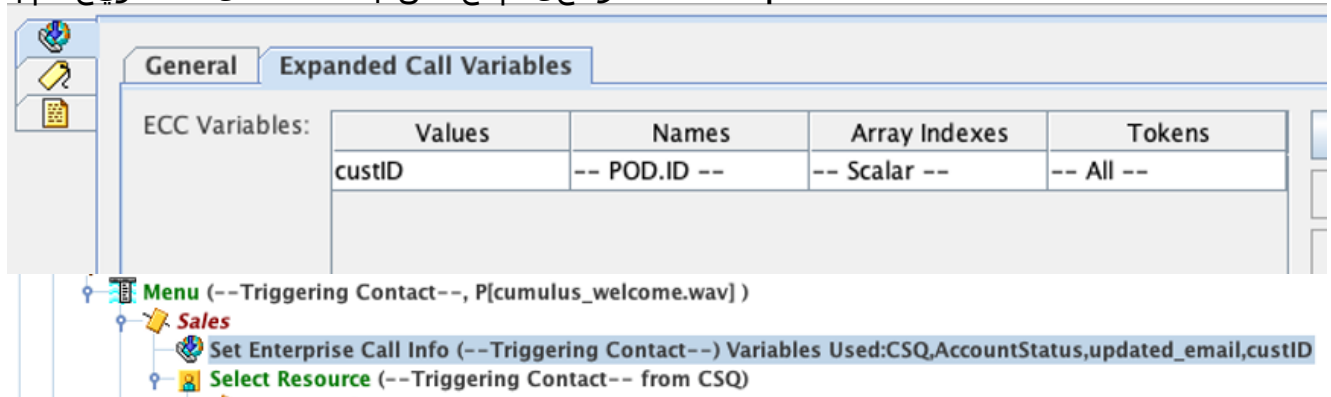 General
Expanded Call Variables
ECC Variables:
Values
Names
Array Indexes
Tokens
custID
-- POD.ID --
-- Scalar --
-- All --
Menu (--Triggering Contact--, P[cumulus_welcome.wav] )
Sales
Set Enterprise Call Info (--Triggering Contact--) Variables Used:CSQ,AccountStatus,updated_email,custID
Select Resource (--Triggering Contact-- from CSQ)